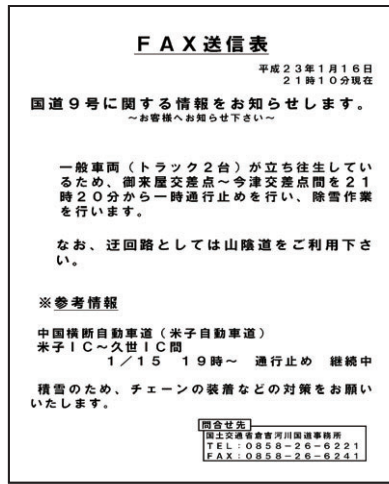 ＦＡＸ送信表
平成２３年１月１６日
２１時１０分現在
国道９号に関する情報をお知らせします。
～お客様へお知らせ下さい～
一般車両（トラック２台）が立ち往生してい
るため、御来屋交差点～今津交差点間を２１
時２０分から一時通行止めを行い、除雪作業
を行います。
なお、迂回路としては山陰道をご利用下さ
い。
※参考情報
中国横断自動車道（米子自動車道）
米子ＩＣ～久世ＩＣ間
１／１５　１９時～　通行止め　継続中
積雪のため、チェーンの装着などの対策をお願い
いたします。
問合せ先
国土交通省倉吉河川国道事務所
ＴＥＬ：０８５８－２６－６２２１
ＦＡＸ：０８５８－２６－６２４１